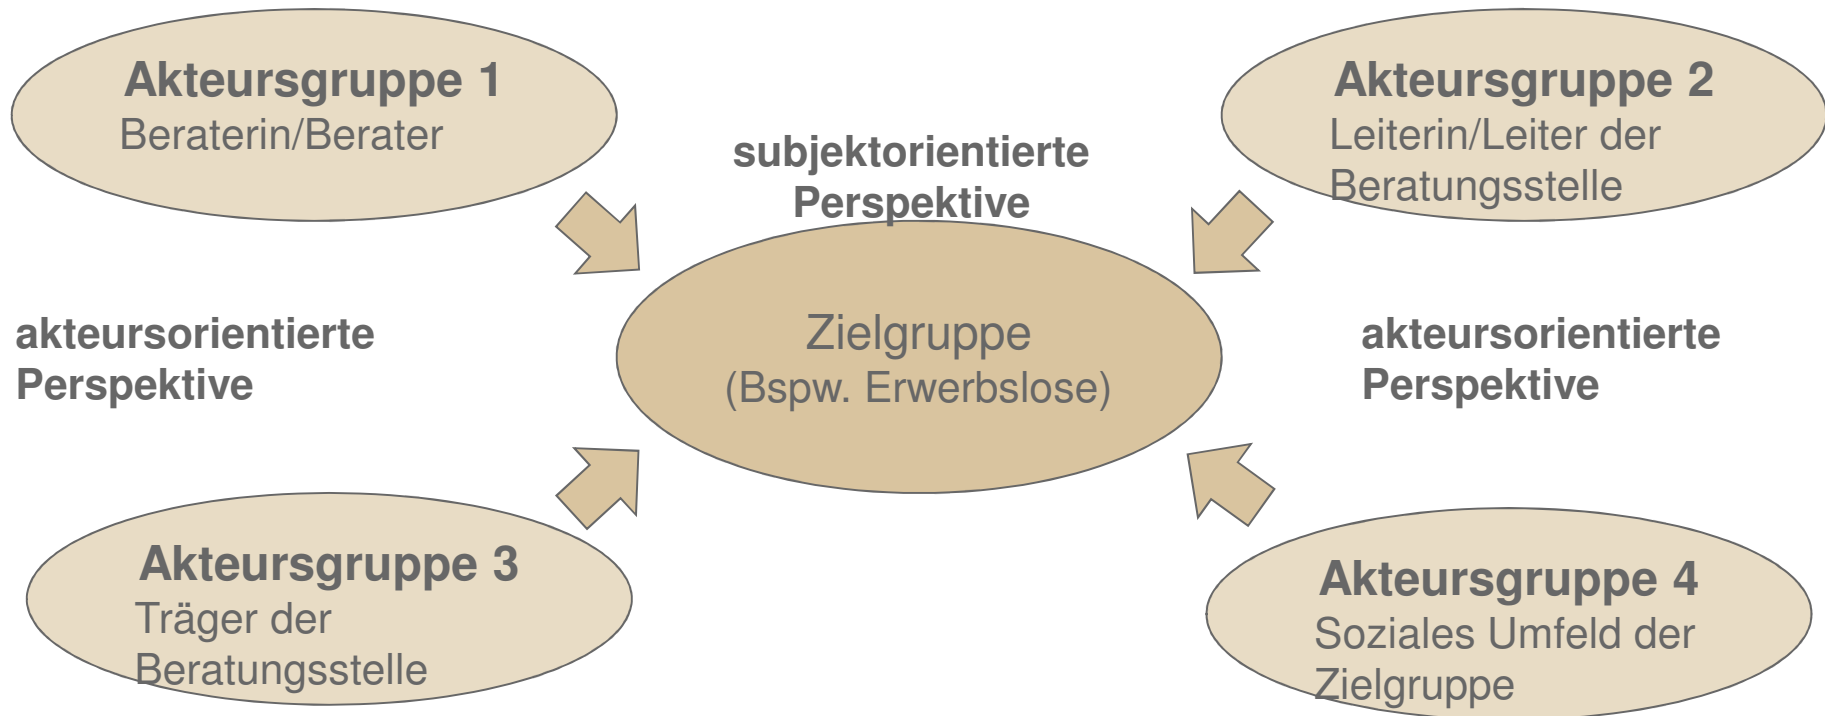 Akteursgruppe 1
Beraterin/Berater
Akteursgruppe 2
Leiterin/Leiter der
Beratungsstelle
subjektorientierte
Perspektive
akteursorientierte
Perspektive
Zielgruppe
(Bspw. Erwerbslose)
akteursorientierte
Perspektive
Akteursgruppe 3
Träger der
Beratungsstelle
Akteursgruppe 4
Soziales Umfeld der
Zielgruppe